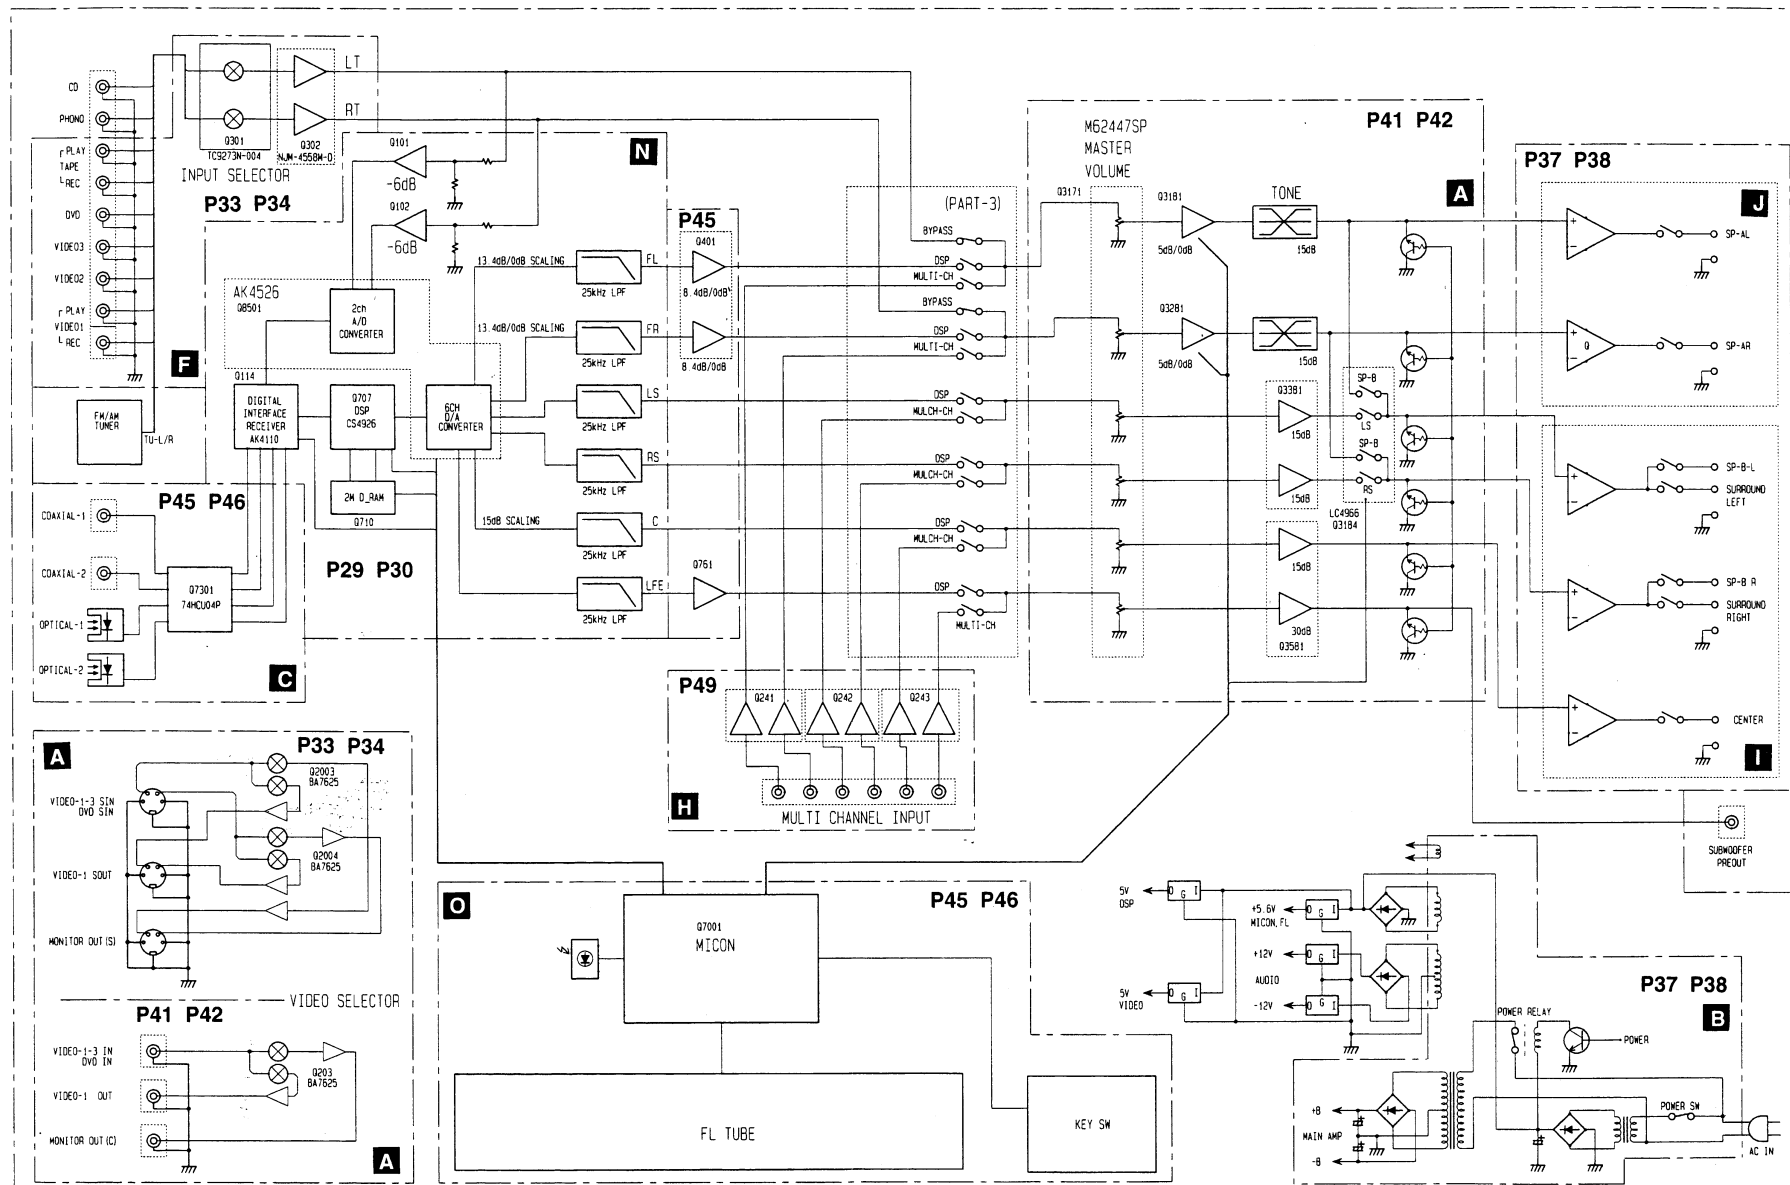 CD
PHONO
PLAY
TAPE
REC
DVD
VIDEO3
VIDEO2
PLAY
VIDEO1
REC
F
FM/AM
TUNER
TU-L/R
Q301
TC9273N-004
Q302
NJM-4558M-D
LT
RT
INPUT SELECTOR
P33 P34
Q101
-6dB
Q102
-6dB
N
AK4526
Q8501
2ch
A/D
CONVERTER
Q114
DIGITAL
INTERFACE
RECEIVER
AK4110
Q707
DSP
CS4926
6CH
D/A
CONVERTER
2M D_RAM
Q710
13.4dB/0dB SCALING
25kHz LPF
FL
13.4dB/0dB SCALING
25kHz LPF
FR
25kHz LPF
LS
25kHz LPF
RS
15dB SCALING
25kHz LPF
C
25kHz LPF
LFE
P29 P30
P45
Q401
8.4dB/0dB
8.4dB/0dB
Q761
P45 P46
COAXIAL-1
COAXIAL-2
OPTICAL-1
OPTICAL-2
Q7301
74HCU04P
C
(PART-3)
BYPASS
DSP
MULTI-CH
BYPASS
DSP
MULTI-CH
DSP
MULCH-CH
DSP
MULCH-CH
DSP
MULCH-CH
DSP
MULTI-CH
P49
Q241
Q242
Q243
H
MULTI CHANNEL INPUT
P41 P42
M62447SP
MASTER
VOLUME
Q3171
Q3181
5dB/0dB
TONE
15dB
A
Q3281
5dB/0dB
15dB
Q3381
15dB
15dB
SP-B
LS
SP-B
RS
LC4966
Q3184
15dB
30dB
Q3581
P37 P38
J
+
−
SP-AL
+
Q
−
SP-AR
+
−
SP-B-L
SURROUND
LEFT
+
−
SP-B R
SURROUND
RIGHT
+
−
CENTER
I
SUBWOOFER
PREOUT
A
P33 P34
VIDEO-1-3 SIN
DVD SIN
Q2003
BA7625
Q2004
BA7625
VIDEO-1 SOUT
MONITOR OUT(S)
VIDEO SELECTOR
P41 P42
VIDEO-1-3 IN
DVD IN
Q203
BA7625
VIDEO-1 OUT
MONITOR OUT(C)
A
O
P45 P46
Q7001
MICON
FL TUBE
KEY SW
5V
DSP
O G I
+5.6V
MICON,FL
O G I
+12V
O G I
AUDIO
5V
VIDEO
O G I
-12V
O G I
P37 P38
B
POWER RELAY
POWER
POWER SW
+B
MAIN AMP
-B
AC IN